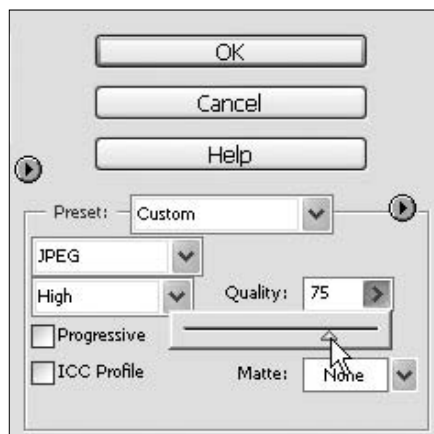 OK
Cancel
Help
Preset: Custom
JPEG
High Quality: 75
Progressive
ICC Profile Matte: None